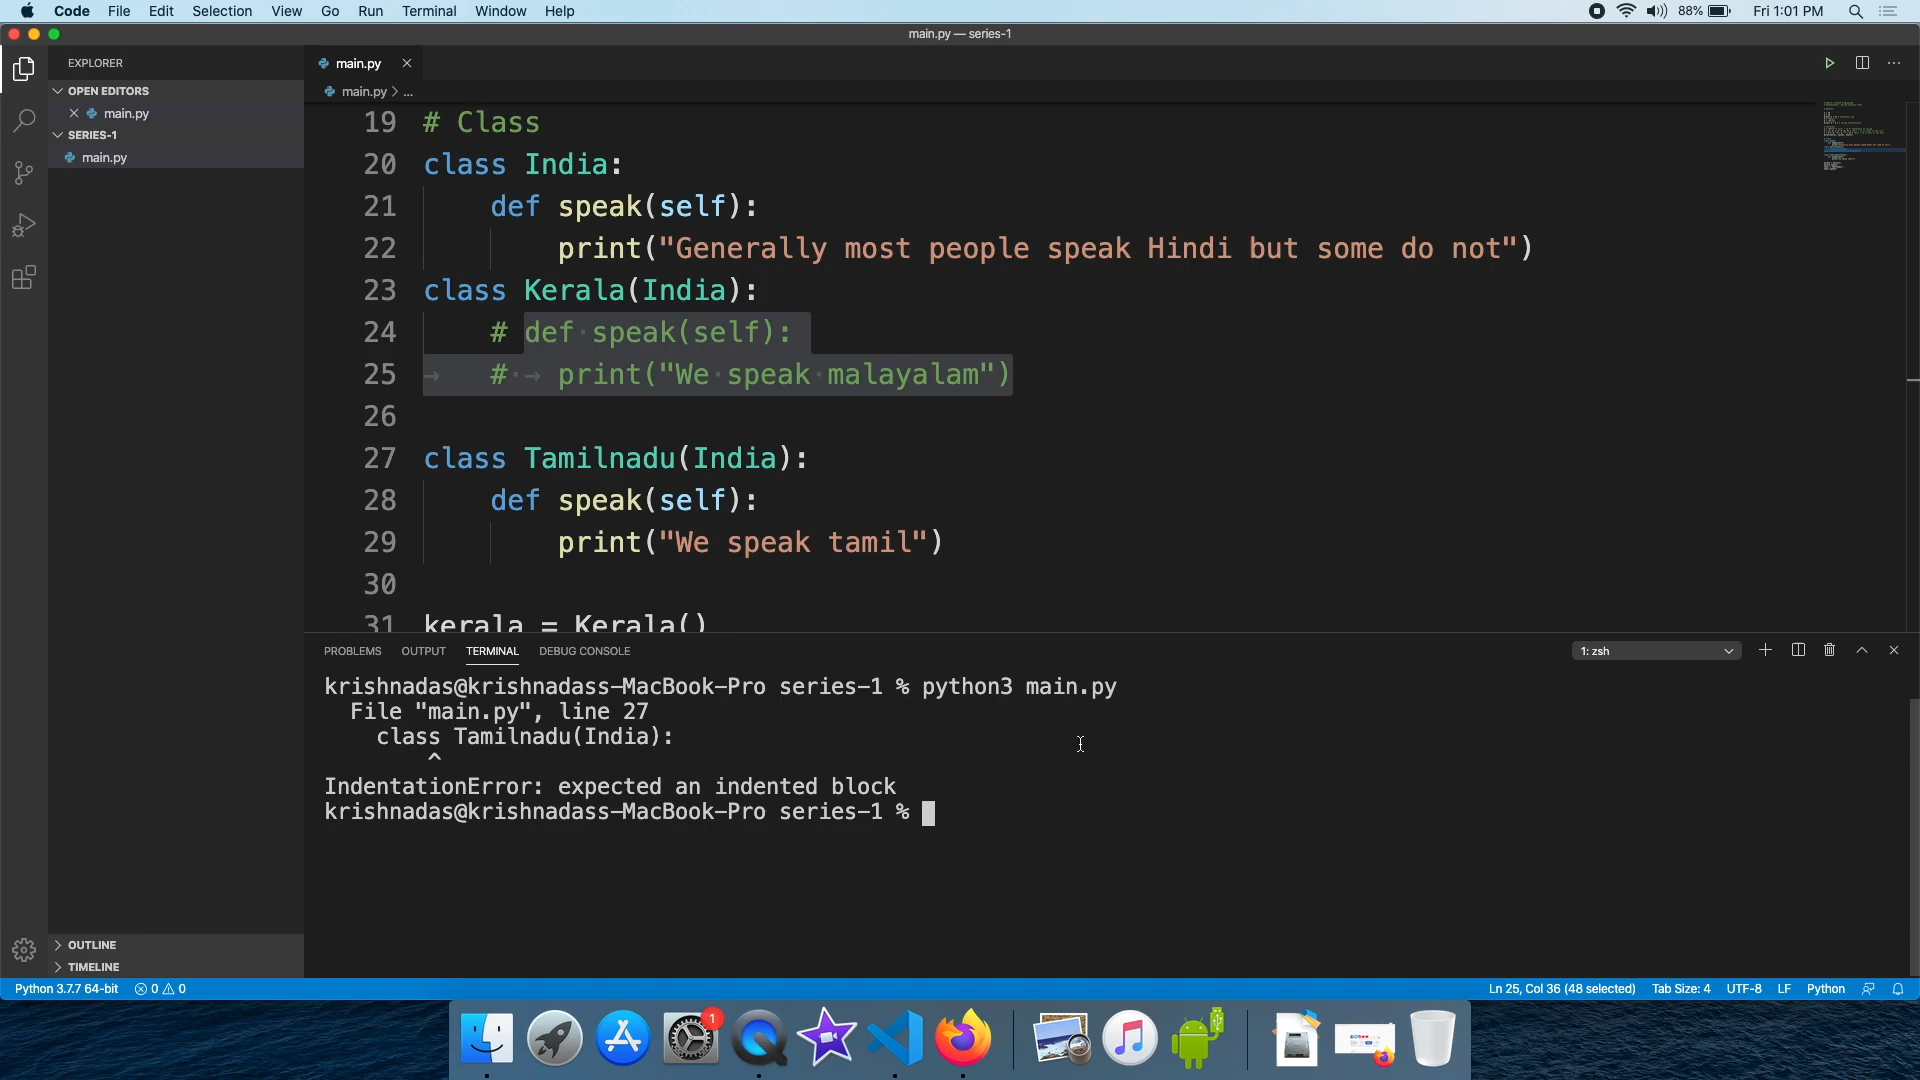 Code File Edit Selection View Go Run Terminal Window Help 88% Fri 1:01 PM
main.py — series-1
EXPLORER
OPEN EDITORS
main.py
SERIES-1
main.py
OUTLINE
TIMELINE
main.py
main.py > ...
19 # Class
20 class India:
21 def speak(self):
22 print("Generally most people speak Hindi but some do not")
23 class Kerala(India):
24 # def speak(self):
25 # print("We speak malayalam")
26
27 class Tamilnadu(India):
28 def speak(self):
29 print("We speak tamil")
30
31 kerala = Kerala()
PROBLEMS OUTPUT TERMINAL DEBUG CONSOLE 1: zsh
krishnadas@krishnadass-MacBook-Pro series-1 % python3 main.py
File "main.py", line 27
class Tamilnadu(India):
^
IndentationError: expected an indented block
krishnadas@krishnadass-MacBook-Pro series-1 %
Python 3.7.7 64-bit 0 0 Ln 25, Col 36 (48 selected) Tab Size: 4 UTF-8 LF Python
1